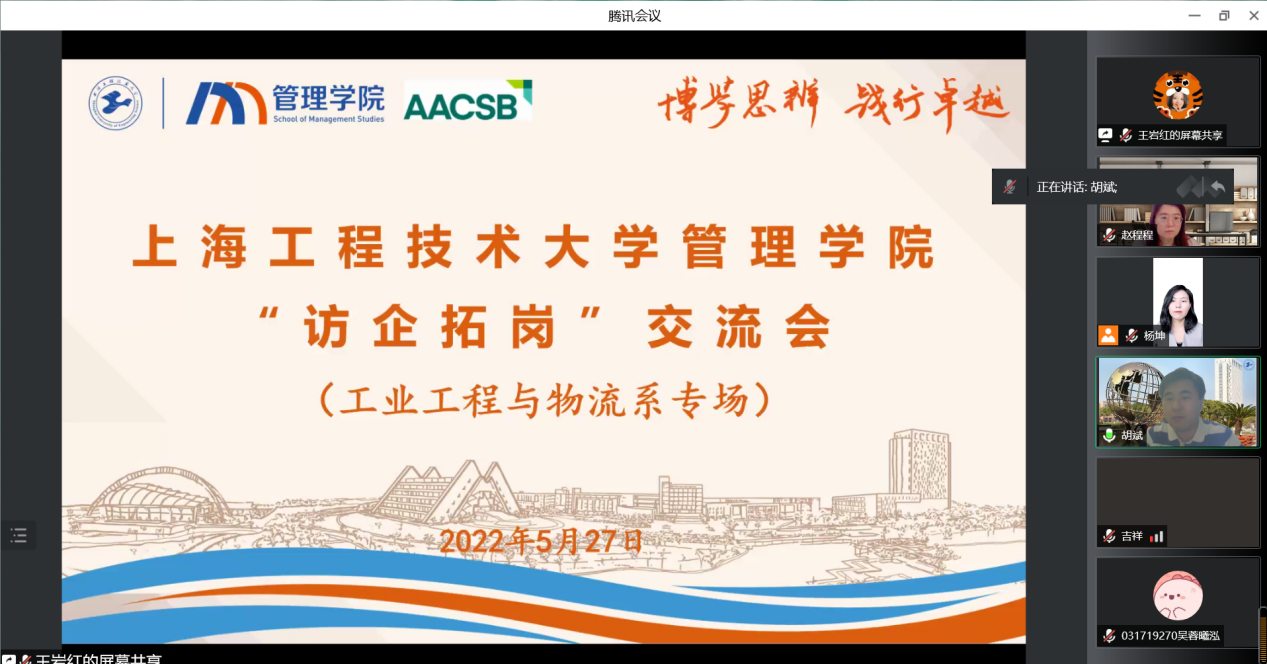 腾讯会议
管理学院
School of Management Studies
AACSB
博学思辨 践行卓越
上海工程技术大学管理学院
“访企拓岗”交流会
（工业工程与物流系专场）
2022年5月27日
王岩红的屏幕共享
正在讲话: 胡斌;
赵程程
杨坤
胡斌
吉祥
031719270吴蓉曦泓
王岩红的屏幕共享